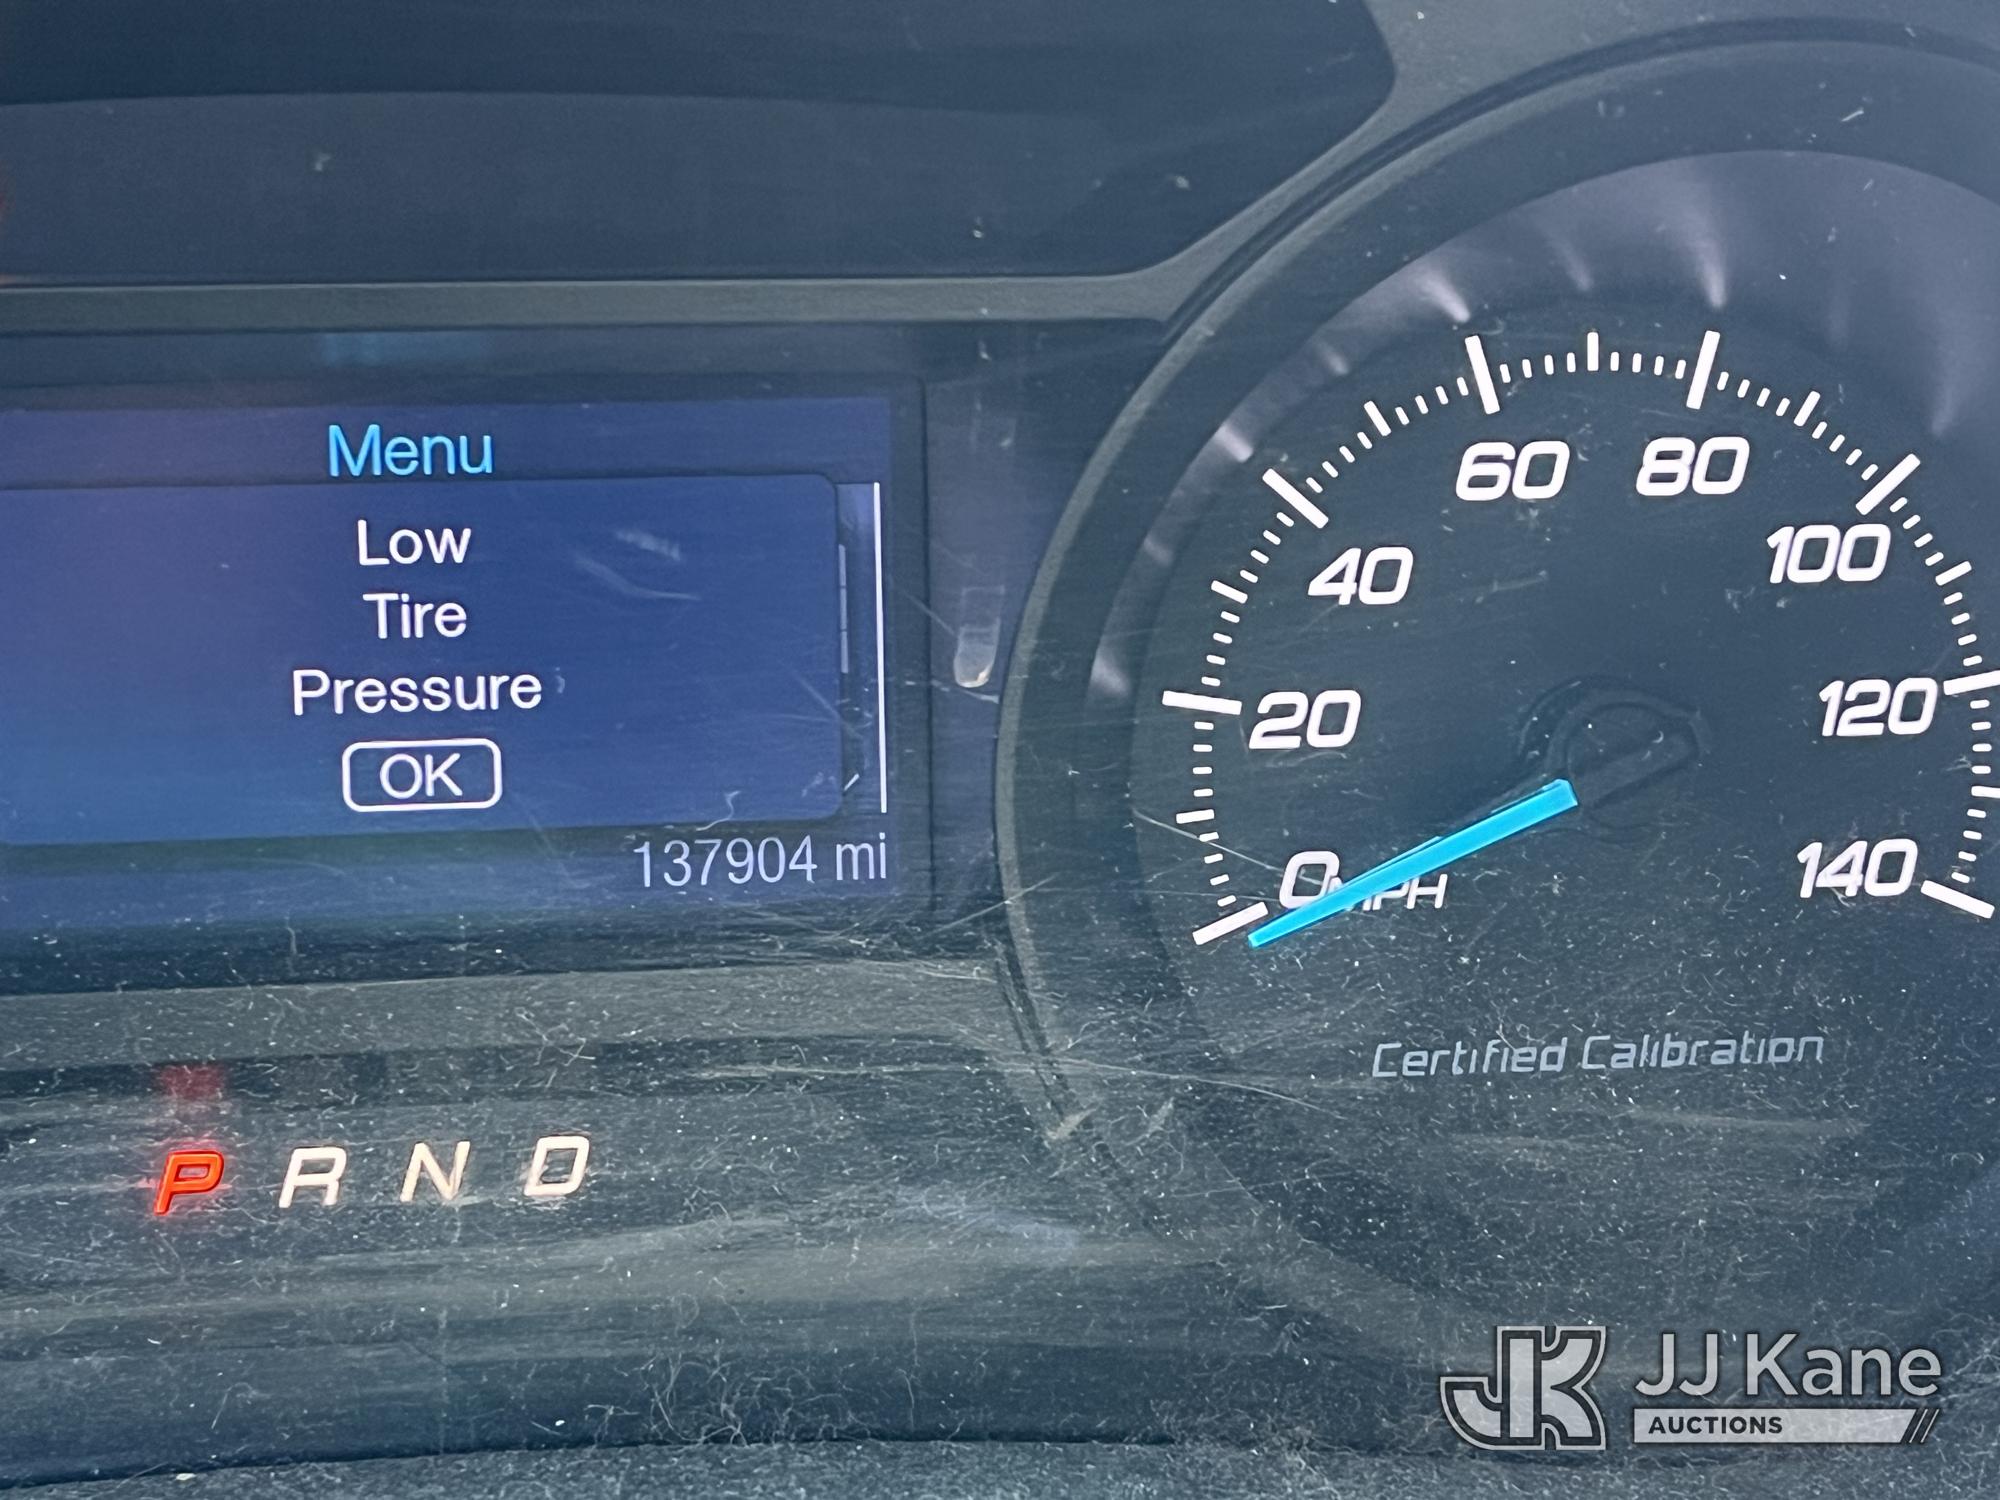 Menu
Low
Tire
Pressure
OK
137904 mi
P R N D
0 MPH
20
40
60
80
100
120
140
Certified Calibration
JK
JJ Kane
AUCTIONS